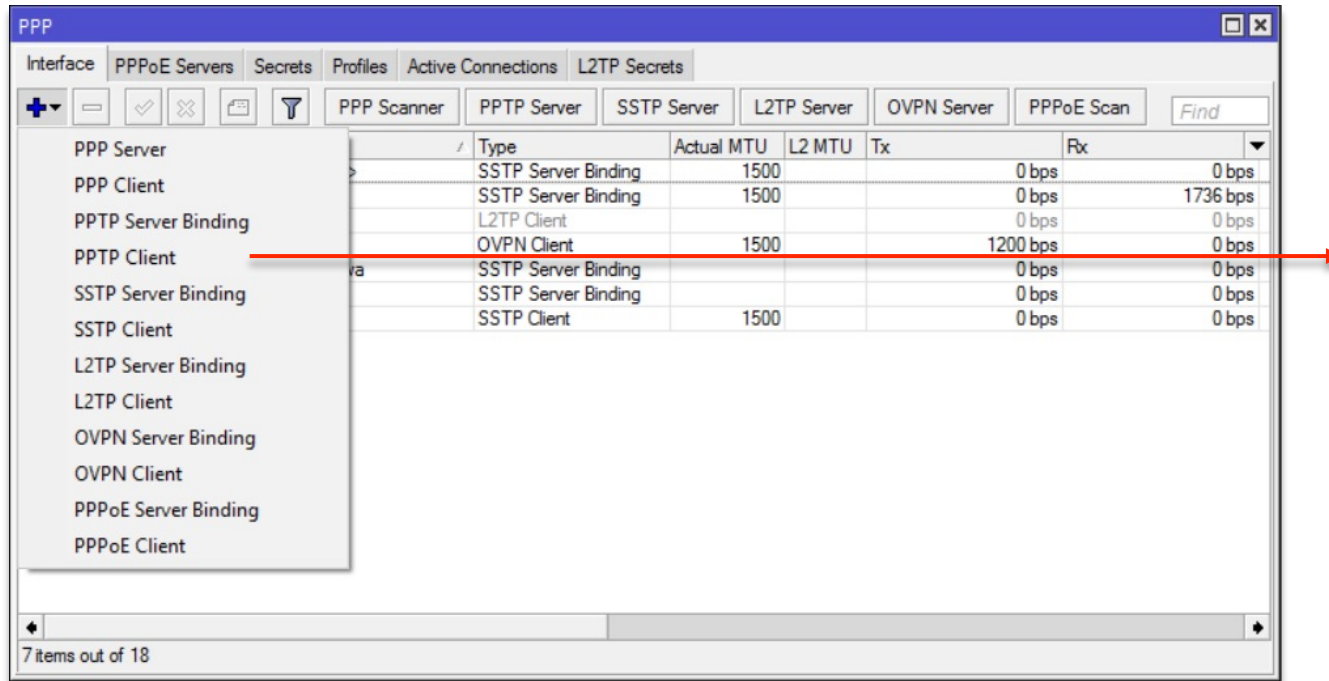 PPP
Interface PPPoE Servers Secrets Profiles Active Connections L2TP Secrets
PPP Scanner PPTP Server SSTP Server L2TP Server OVPN Server PPPoE Scan Find
Type Actual MTU L2 MTU Tx Rx
SSTP Server Binding 1500 0 bps 0 bps
SSTP Server Binding 1500 0 bps 1736 bps
L2TP Client 0 bps 0 bps
OVPN Client 1500 1200 bps 0 bps
va SSTP Server Binding 0 bps 0 bps
SSTP Server Binding 0 bps 0 bps
SSTP Client 1500 0 bps 0 bps
PPP Server
PPP Client
PPTP Server Binding
PPTP Client
SSTP Server Binding
SSTP Client
L2TP Server Binding
L2TP Client
OVPN Server Binding
OVPN Client
PPPoE Server Binding
PPPoE Client
7 items out of 18